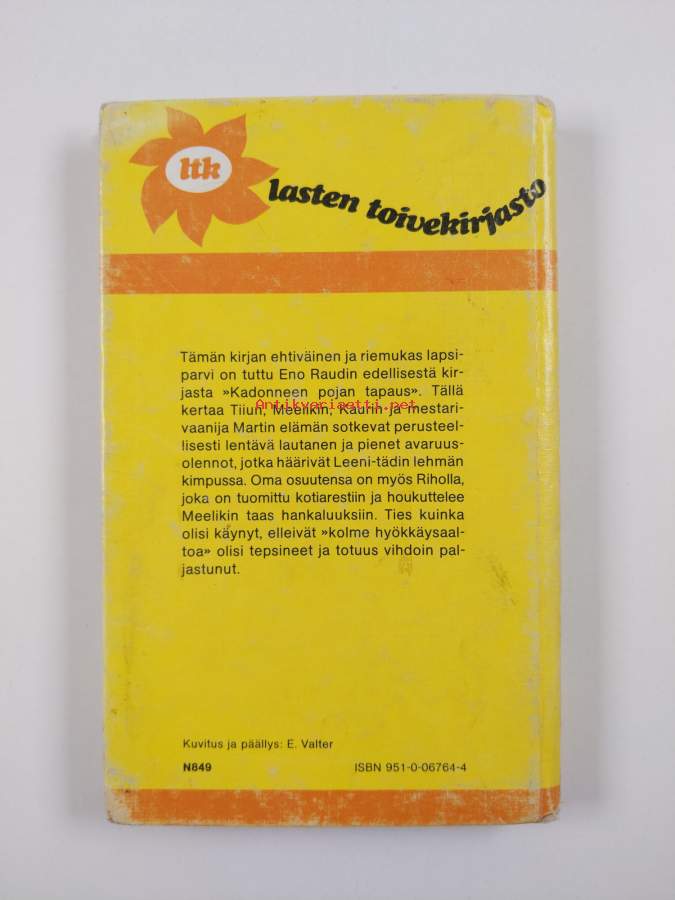 ltk
lasten toivekirjasto
Tämän kirjan ehtiväinen ja riemukas lapsi-
parvi on tuttu Eno Raudin edellisestä kir-
jasta »Kadonneen pojan tapaus». Tällä
kertaa Tiiun, Meelikin, Kaurin ja mestari-
Antikvariaatti.net
vaanija Martin elämän sotkevat perusteel-
lisesti lentävä lautanen ja pienet avaruus-
olennot, jotka häärivät Leeni-tädin lehmän
kimpussa. Oma osuutensa on myös Riholla,
joka on tuomittu kotiarestiin ja houkuttelee
Meelikin taas hankaluuksiin. Ties kuinka
olisi käynyt, elleivät »kolme hyökkäysaal-
toa» olisi tepsineet ja totuus vihdoin pal-
jastunut.
Kuvitus ja päällys: E. Valter
N849 ISBN 951-0-06764-4